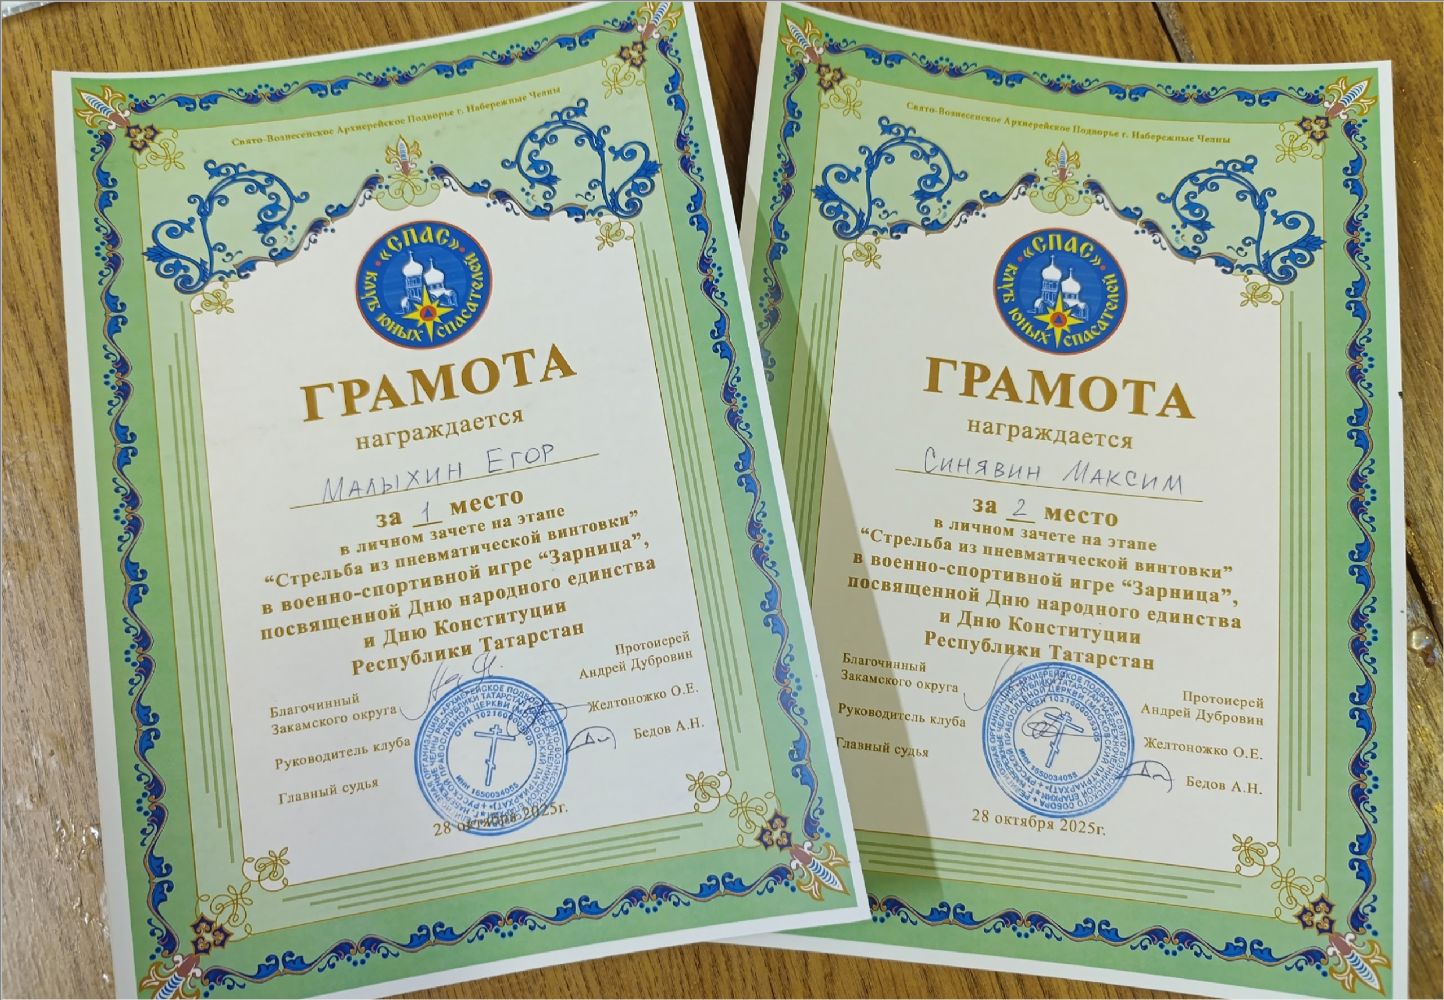 Свято-Вознесенское Архиерейское Подворье г. Набережные Челны
«СПАС»
клуб юных спасателей
ГРАМОТА
награждается
Малыхин Егор
за 1 место
в личном зачете на этапе
“Стрельба из пневматической винтовки”
в военно-спортивной игре “Зарница”,
посвященной Дню народного единства
и Дню Конституции
Республики Татарстан
Благочинный
Закамского округа
Протоиерей
Андрей Дубровин
Руководитель клуба
Желтоножко О.Е.
Главный судья
Бедов А.Н.
ИНН 1650034085
28 октября 2025г.
Свято-Вознесенское Архиерейское Подворье г. Набережные Челны
«СПАС»
клуб юных спасателей
ГРАМОТА
награждается
Синявин Максим
за 2 место
в личном зачете на этапе
“Стрельба из пневматической винтовки”
в военно-спортивной игре “Зарница”,
посвященной Дню народного единства
и Дню Конституции
Республики Татарстан
Благочинный
Закамского округа
Протоиерей
Андрей Дубровин
Руководитель клуба
Желтоножко О.Е.
Главный судья
Бедов А.Н.
ИНН 1650034085
28 октября 2025г.